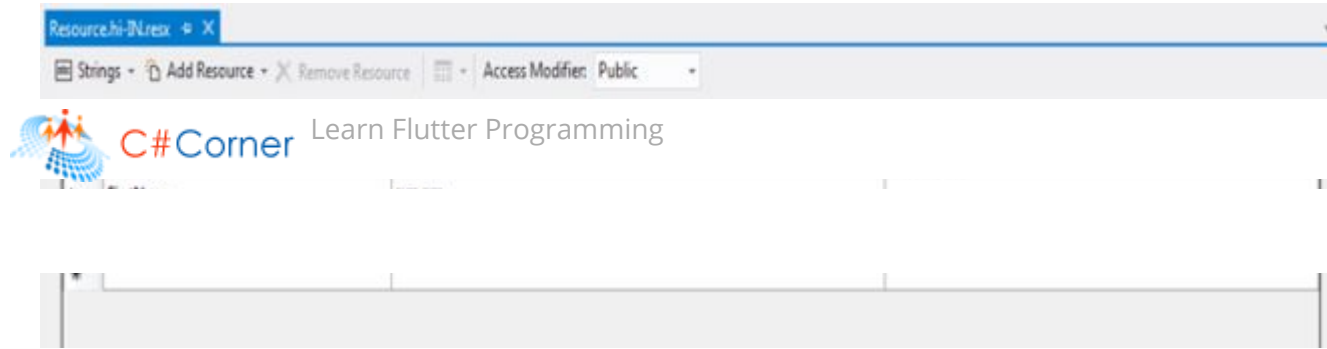 Resource.hi-IN.resx
Strings Add Resource Remove Resource Access Modifier: Public
C#Corner Learn Flutter Programming